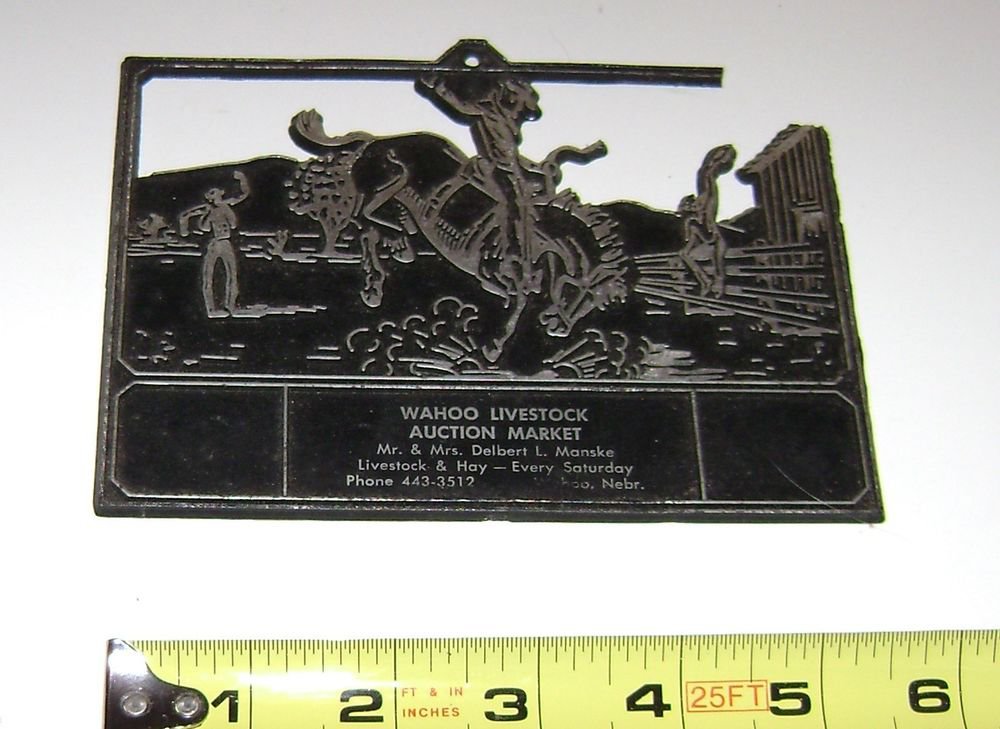 WAHOO LIVESTOCK
AUCTION MARKET
Mr. & Mrs. Delbert L. Manske
Livestock & Hay — Every Saturday
Phone 443-3512 Wahoo, Nebr.
1 2 FT & IN 3 4 25FT 5 6
INCHES